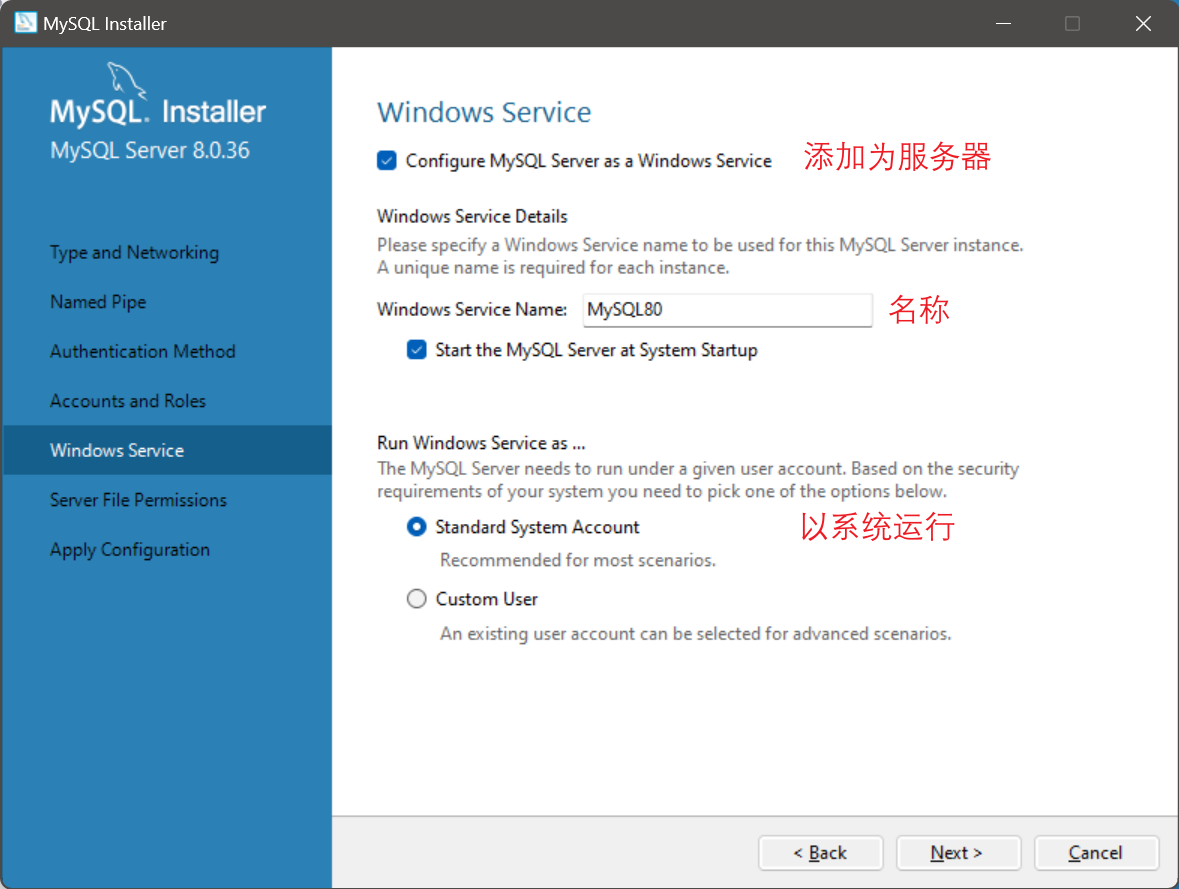 MySQL Installer
MySQL. Installer
MySQL Server 8.0.36
Type and Networking
Named Pipe
Authentication Method
Accounts and Roles
Windows Service
Server File Permissions
Apply Configuration
Windows Service
Configure MySQL Server as a Windows Service 添加为服务器
Windows Service Details
Please specify a Windows Service name to be used for this MySQL Server instance.
A unique name is required for each instance.
Windows Service Name: MySQL80 名称
Start the MySQL Server at System Startup
Run Windows Service as ...
The MySQL Server needs to run under a given user account. Based on the security
requirements of your system you need to pick one of the options below.
Standard System Account 以系统运行
Recommended for most scenarios.
Custom User
An existing user account can be selected for advanced scenarios.
< Back Next > Cancel